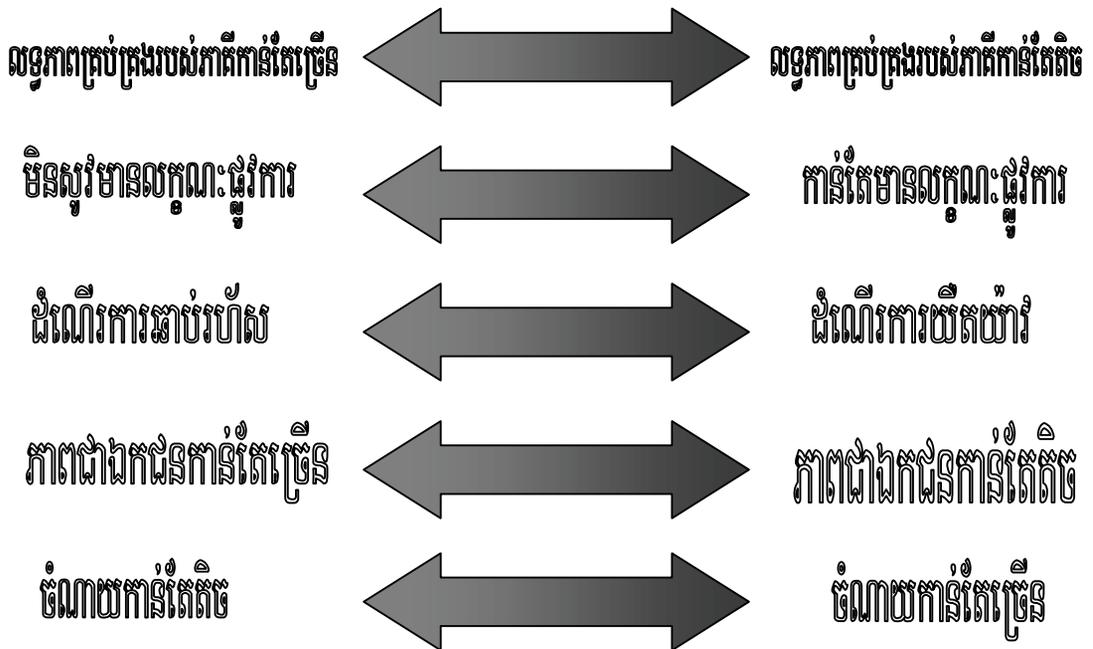 លទ្ធភាពគ្រប់គ្រងរបស់ភាគីកាន់តែច្រើន
លទ្ធភាពគ្រប់គ្រងរបស់ភាគីកាន់តែតិច
មិនសូវមានលក្ខណៈផ្លូវការ
កាន់តែមានលក្ខណៈផ្លូវការ
ដំណើរការឆាប់រហ័ស
ដំណើរការយឺតយ៉ាវ
ភាពជាឯកជនកាន់តែច្រើន
ភាពជាឯកជនកាន់តែតិច
ចំណាយកាន់តែតិច
ចំណាយកាន់តែច្រើន